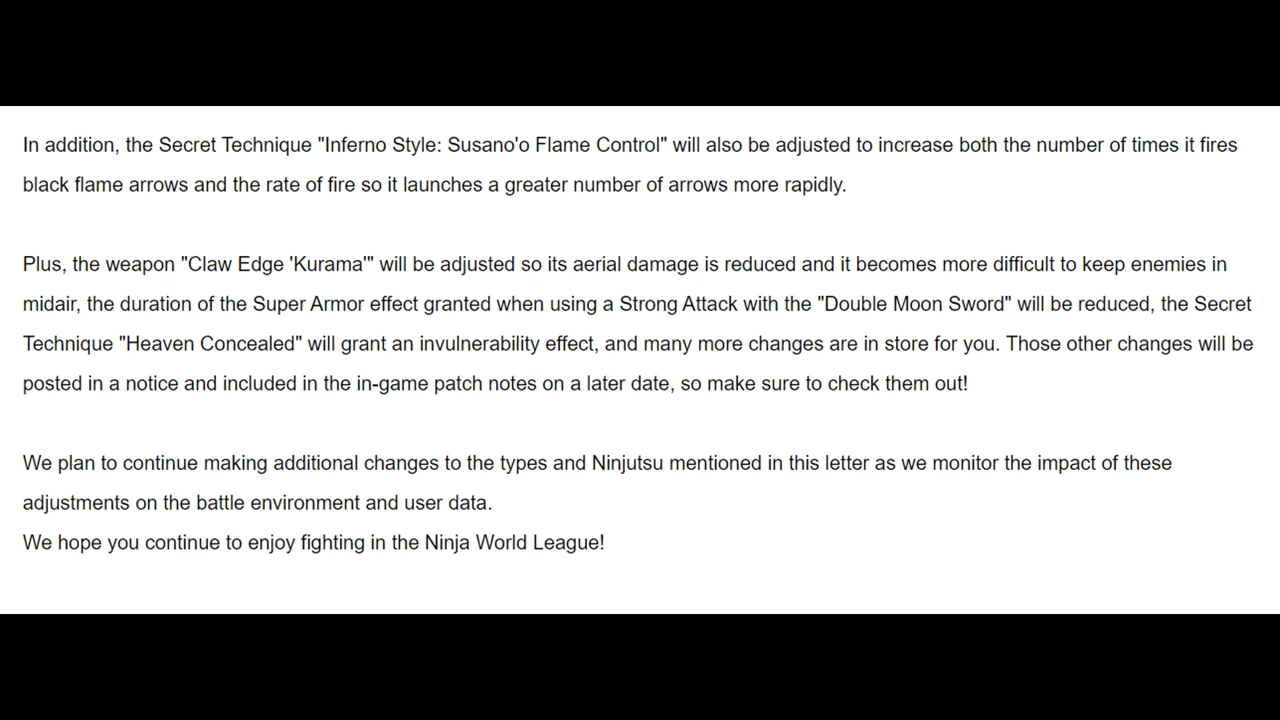 In addition, the Secret Technique "Inferno Style: Susano'o Flame Control" will also be adjusted to increase both the number of times it fires
black flame arrows and the rate of fire so it launches a greater number of arrows more rapidly.
Plus, the weapon "Claw Edge 'Kurama'" will be adjusted so its aerial damage is reduced and it becomes more difficult to keep enemies in
midair, the duration of the Super Armor effect granted when using a Strong Attack with the "Double Moon Sword" will be reduced, the Secret
Technique "Heaven Concealed" will grant an invulnerability effect, and many more changes are in store for you. Those other changes will be
posted in a notice and included in the in-game patch notes on a later date, so make sure to check them out!
We plan to continue making additional changes to the types and Ninjutsu mentioned in this letter as we monitor the impact of these
adjustments on the battle environment and user data.
We hope you continue to enjoy fighting in the Ninja World League!